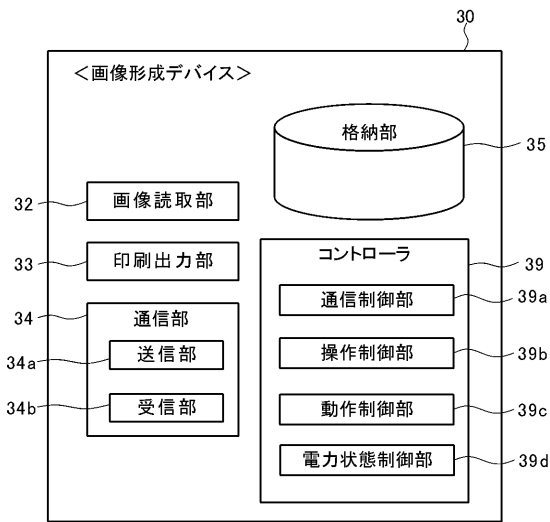 30
＜画像形成デバイス＞
格納部
35
32
画像読取部
33
印刷出力部
34
通信部
34a
送信部
34b
受信部
コントローラ
39
通信制御部
39a
操作制御部
39b
動作制御部
39c
電力状態制御部
39d